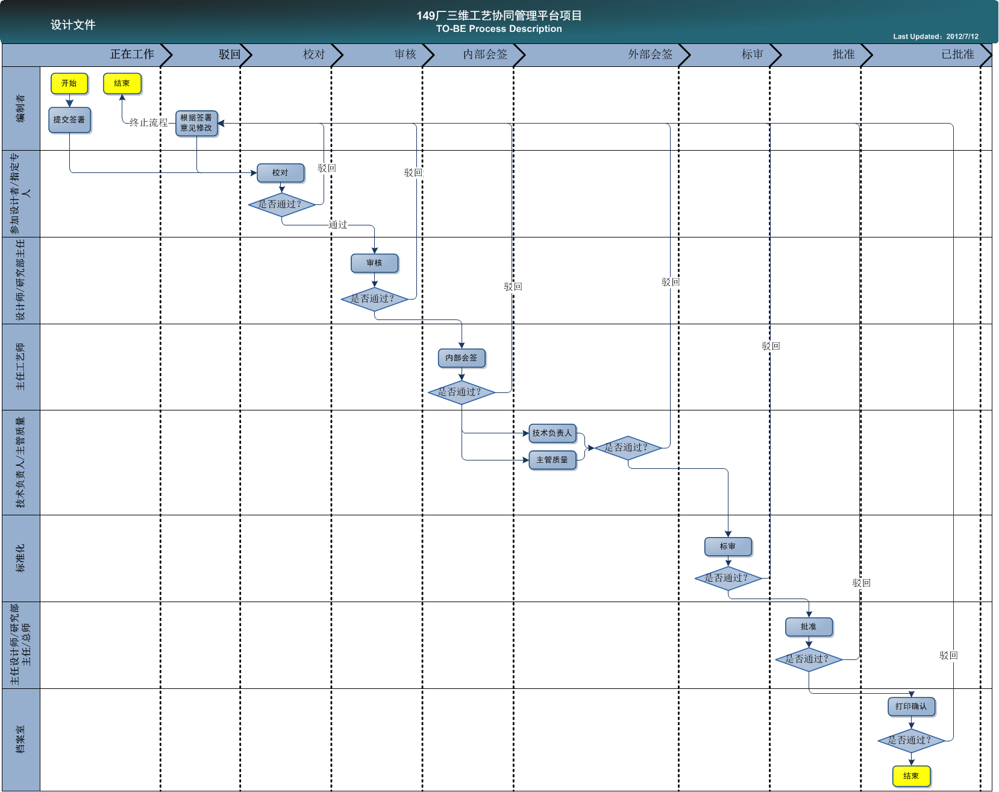 149厂三维工艺协同管理平台项目
设计文件
TO-BE Process Description
Last Updated：2012/7/12
正在工作
驳回
校对
审核
内部会签
外部会签
标审
批准
已批准
编制者
开始
结束
提交签署
终止流程
根据签署
意见修改
参加设计者/指定专
人
校对
驳回
驳回
是否通过？
通过
设计师/研究部主任
审核
驳回
驳回
是否通过？
主任工艺师
驳回
内部会签
是否通过？
技术负责人/主管质量
技术负责人
是否通过？
主管质量
标准化
标审
是否通过？
驳回
主任设计师/研究部
主任/总师
批准
是否通过？
驳回
档案室
打印确认
是否通过？
结束